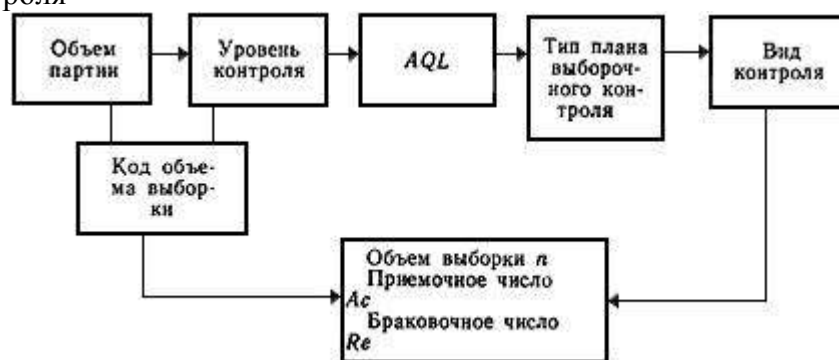 роля
Объем
партии
Уровень
контроля
AQL
Тип плана
выбороч-
ного кон-
троля
Вид
контроля
Код объе-
ма выбор-
ки
Объем выборки n
Приемочное число
Ac
Браковочное число
Re